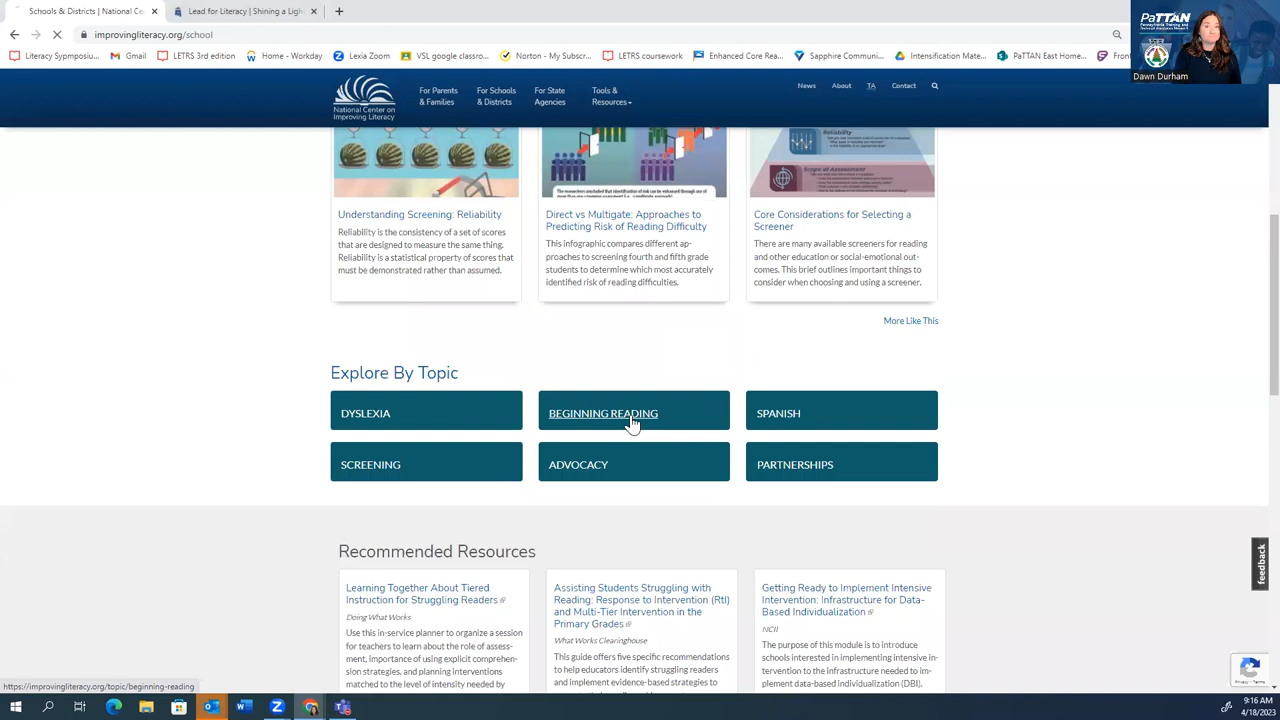 Schools & Districts | National Ce
Lead for Literacy | Shining a Ligh
improvingliteracy.org/school
Literacy Sympposiu...
Gmail
LETRS 3rd edition
Home - Workday
Lexia Zoom
VSL google classro...
Norton - My Subscr...
LETRS coursework
Enhanced Core Rea...
Sapphire Communi...
Intensification Mate...
PaTTAN East Home...
Fron
PaTTAN
Dawn Durham
National Center on
Improving Literacy
For Parents
& Families
For Schools
& Districts
For State
Agencies
Tools &
Resources
News
About
TA
Contact
Reliability
Scope of Assessment
Understanding Screening: Reliability
Reliability is the consistency of a set of scores
that are designed to measure the same thing.
Reliability is a statistical property of scores that
must be demonstrated rather than assumed.
Direct vs Multigate: Approaches to
Predicting Risk of Reading Difficulty
This infographic compares different ap-
proaches to screening fourth and fifth grade
students to determine which most accurately
identified risk of reading difficulties.
Core Considerations for Selecting a
Screener
There are many available screeners for reading
and other education or social-emotional out-
comes. This brief outlines important things to
consider when choosing and using a screener.
More Like This
Explore By Topic
DYSLEXIA
BEGINNING READING
SPANISH
SCREENING
ADVOCACY
PARTNERSHIPS
feedback
Recommended Resources
Learning Together About Tiered
Instruction for Struggling Readers
Doing What Works
Use this in-service planner to organize a session
for teachers to learn about the role of assess-
ment, importance of using explicit comprehen-
sion strategies, and planning interventions
matched to the level of intensity needed by
Assisting Students Struggling with
Reading: Response to Intervention (RtI)
and Multi-Tier Intervention in the
Primary Grades
What Works Clearinghouse
This guide offers five specific recommendations
to help educators identify struggling readers
and implement evidence-based strategies to
Getting Ready to Implement Intensive
Intervention: Infrastructure for Data-
Based Individualization
NCII
The purpose of this module is to introduce
schools interested in implementing intensive in-
tervention to the infrastructure needed to im-
plement data-based individualization (DBI).
Privacy - Terms
https://improvingliteracy.org/topic/beginning-reading
9:16 AM
4/18/2023